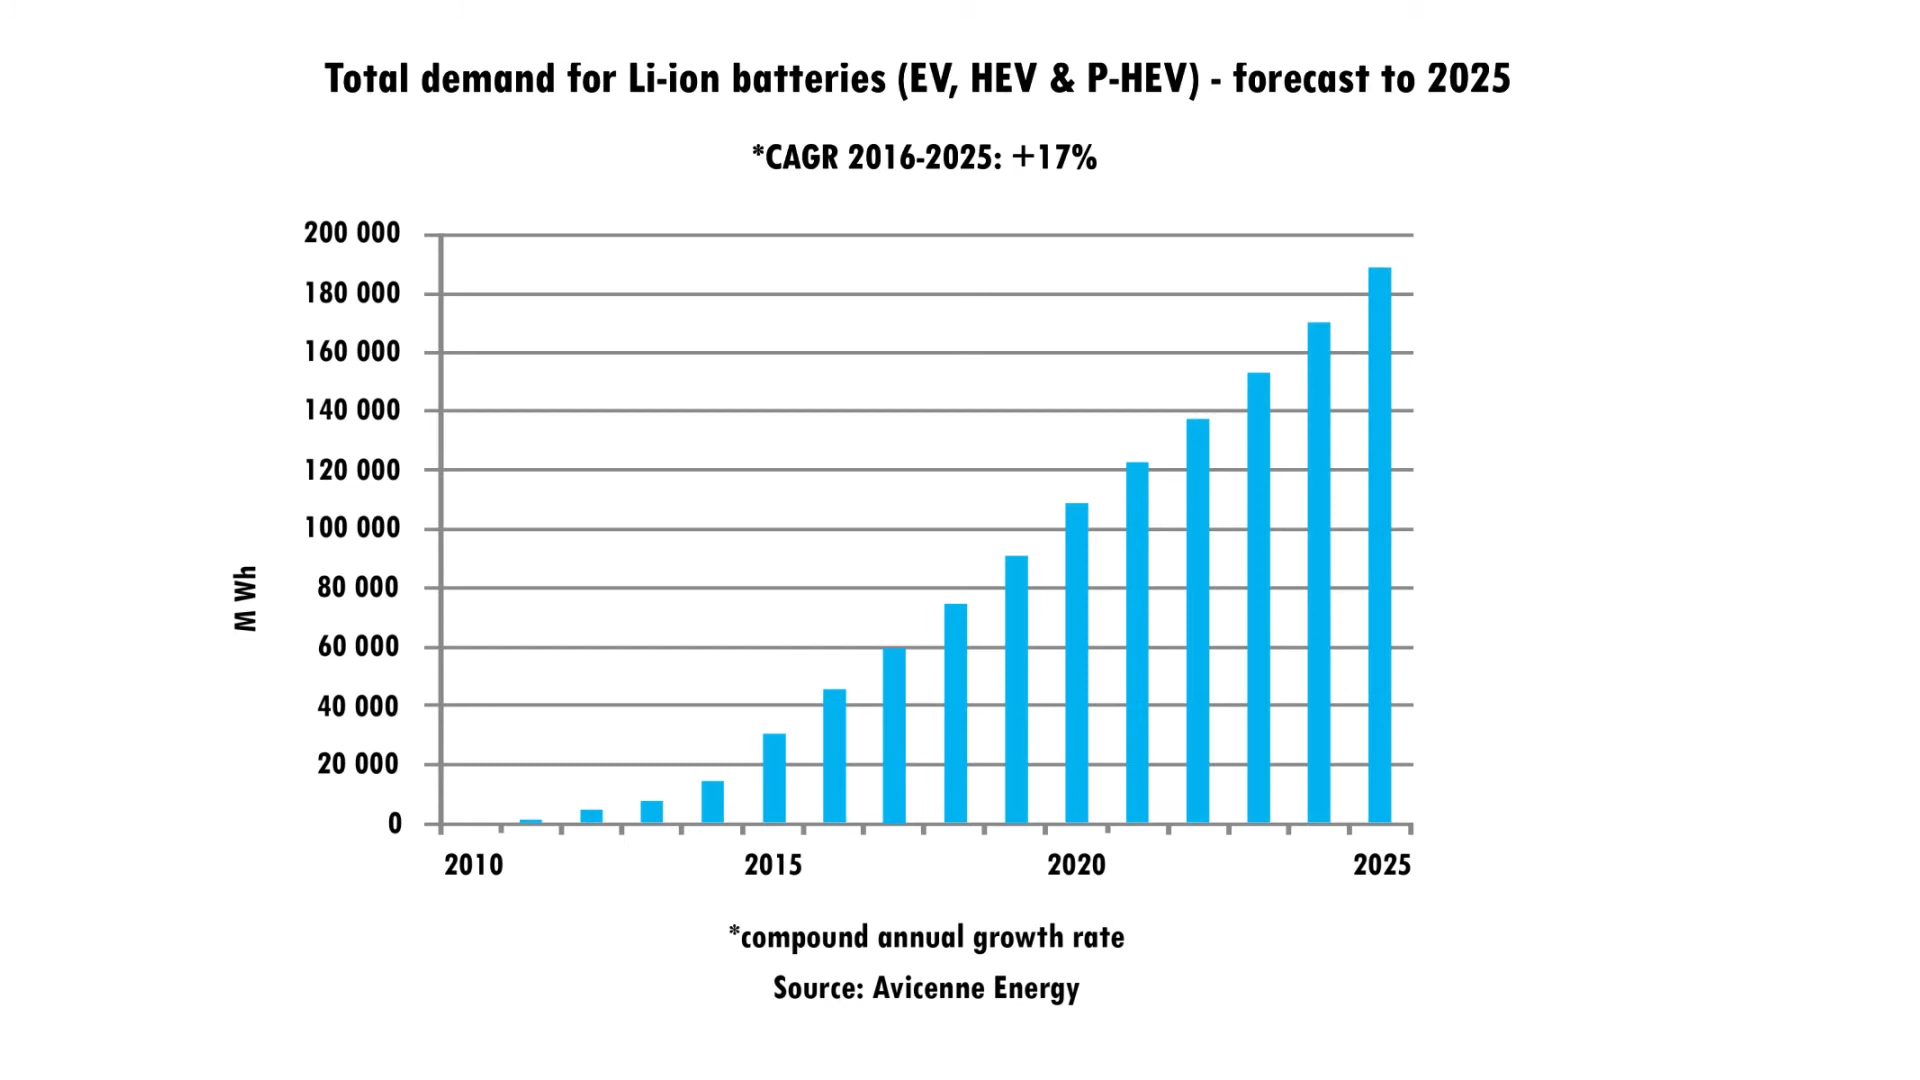 Total demand for Li-ion batteries (EV, HEV & P-HEV) - forecast to 2025
*CAGR 2016-2025: +17%
200 000
180 000
160 000
140 000
120 000
100 000
80 000
60 000
40 000
20 000
0
M Wh
2010 2015 2020 2025
*compound annual growth rate
Source: Avicenne Energy